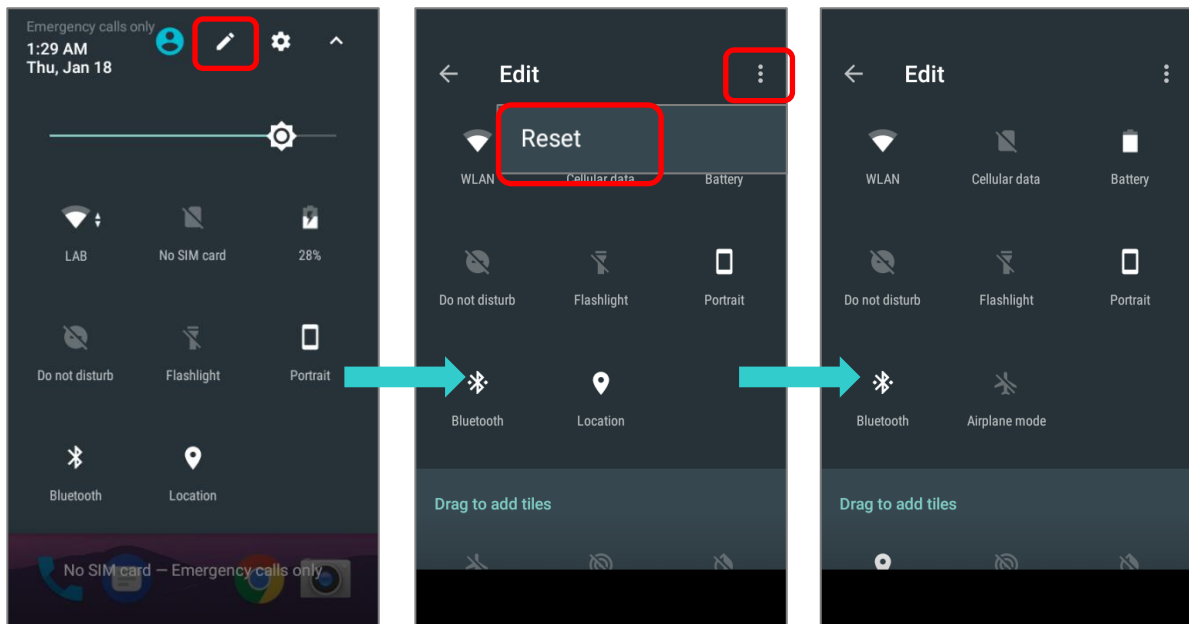 Emergency calls only
1:29 AM
Thu, Jan 18
LAB
No SIM card
28%
Do not disturb
Flashlight
Portrait
Bluetooth
Location
No SIM card — Emergency calls only
Edit
Reset
WLAN
Cellular data
Battery
Do not disturb
Flashlight
Portrait
Bluetooth
Location
Drag to add tiles
Edit
WLAN
Cellular data
Battery
Do not disturb
Flashlight
Portrait
Bluetooth
Airplane mode
Drag to add tiles